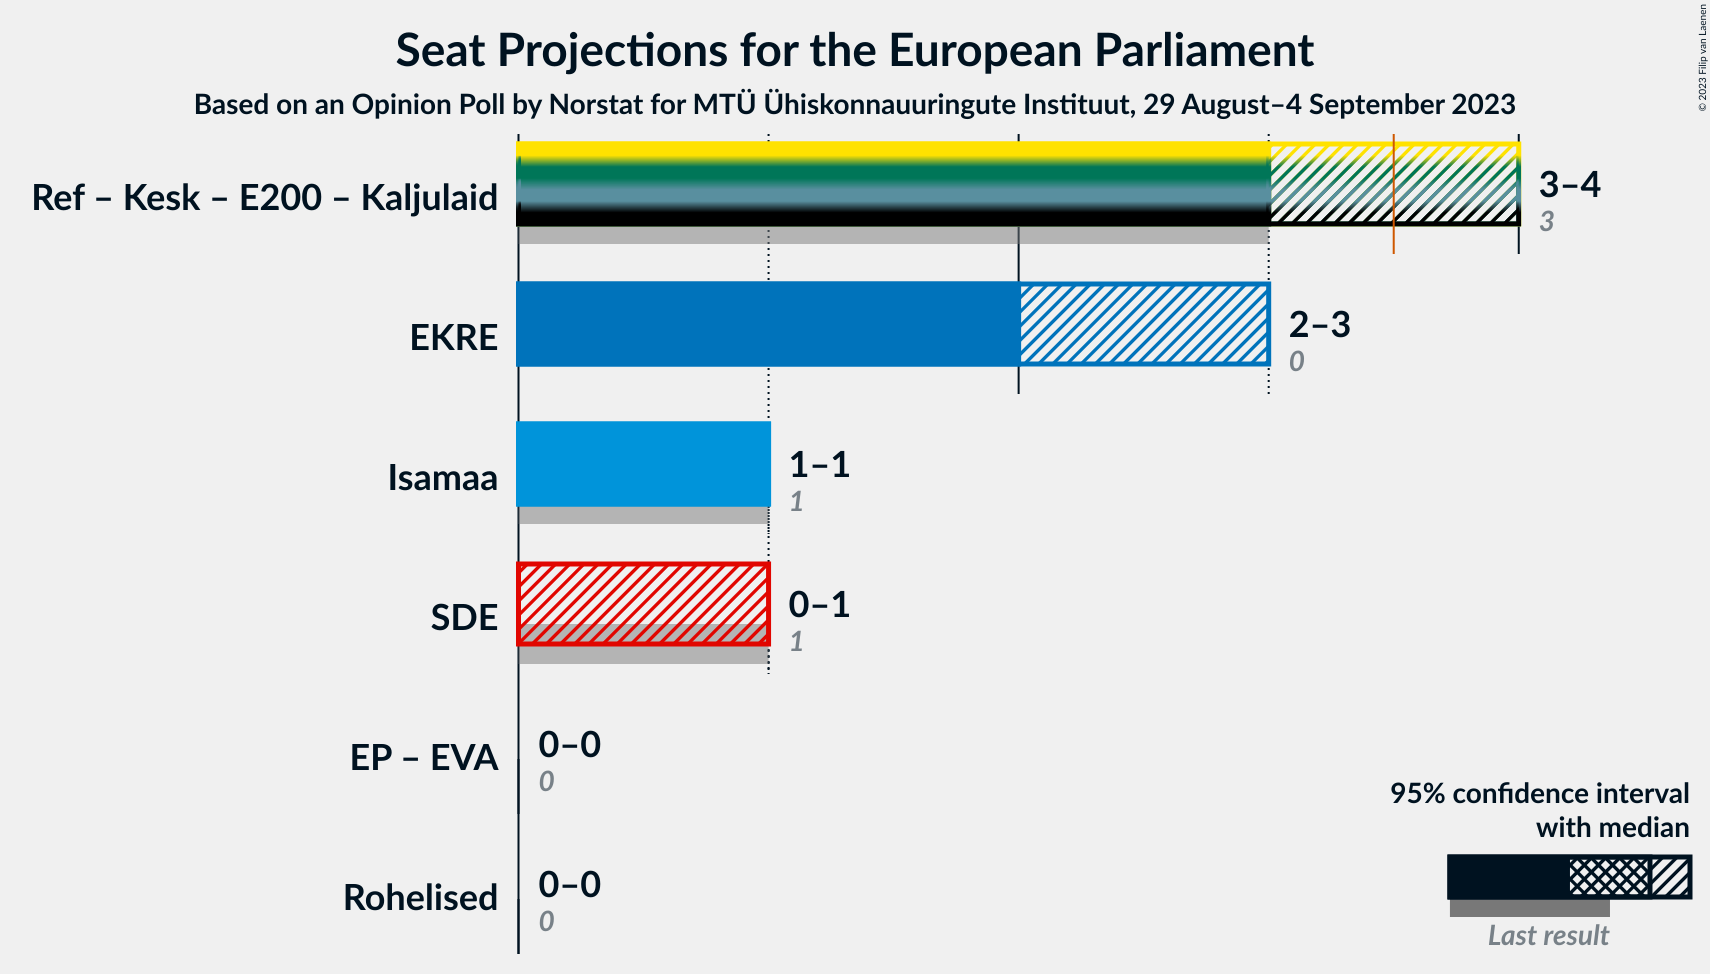 Seat Projections for the European Parliament
Based on an Opinion Poll by Norstat for MTÜ Ühiskonnauuringute Instituut, 29 August–4 September 2023
© 2023 Filip van Laenen
Ref – Kesk – E200 – Kaljulaid
3–4
3
EKRE
2–3
0
Isamaa
1–1
1
SDE
0–1
1
EP – EVA
0–0
0
Rohelised
0–0
0
95% confidence interval
with median
Last result